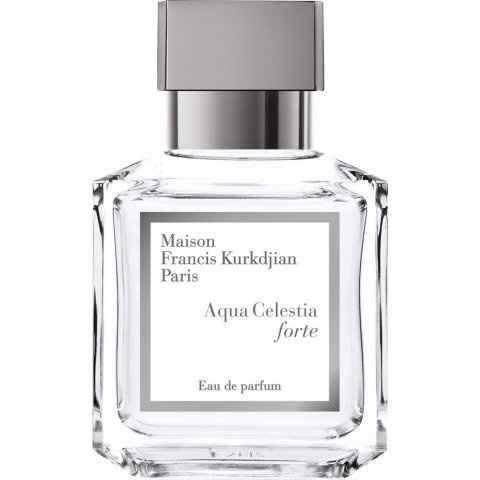 Maison
Francis Kurkdjian
Paris
Aqua Celestia
forte
Eau de parfum